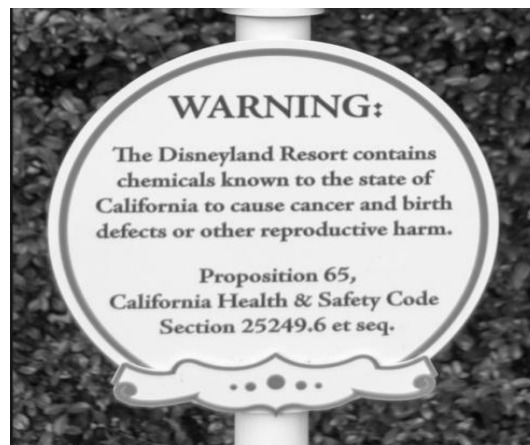 WARNING:
The Disneyland Resort contains
chemicals known to the state of
California to cause cancer and birth
defects or other reproductive harm.
Proposition 65,
California Health & Safety Code
Section 25249.6 et seq.